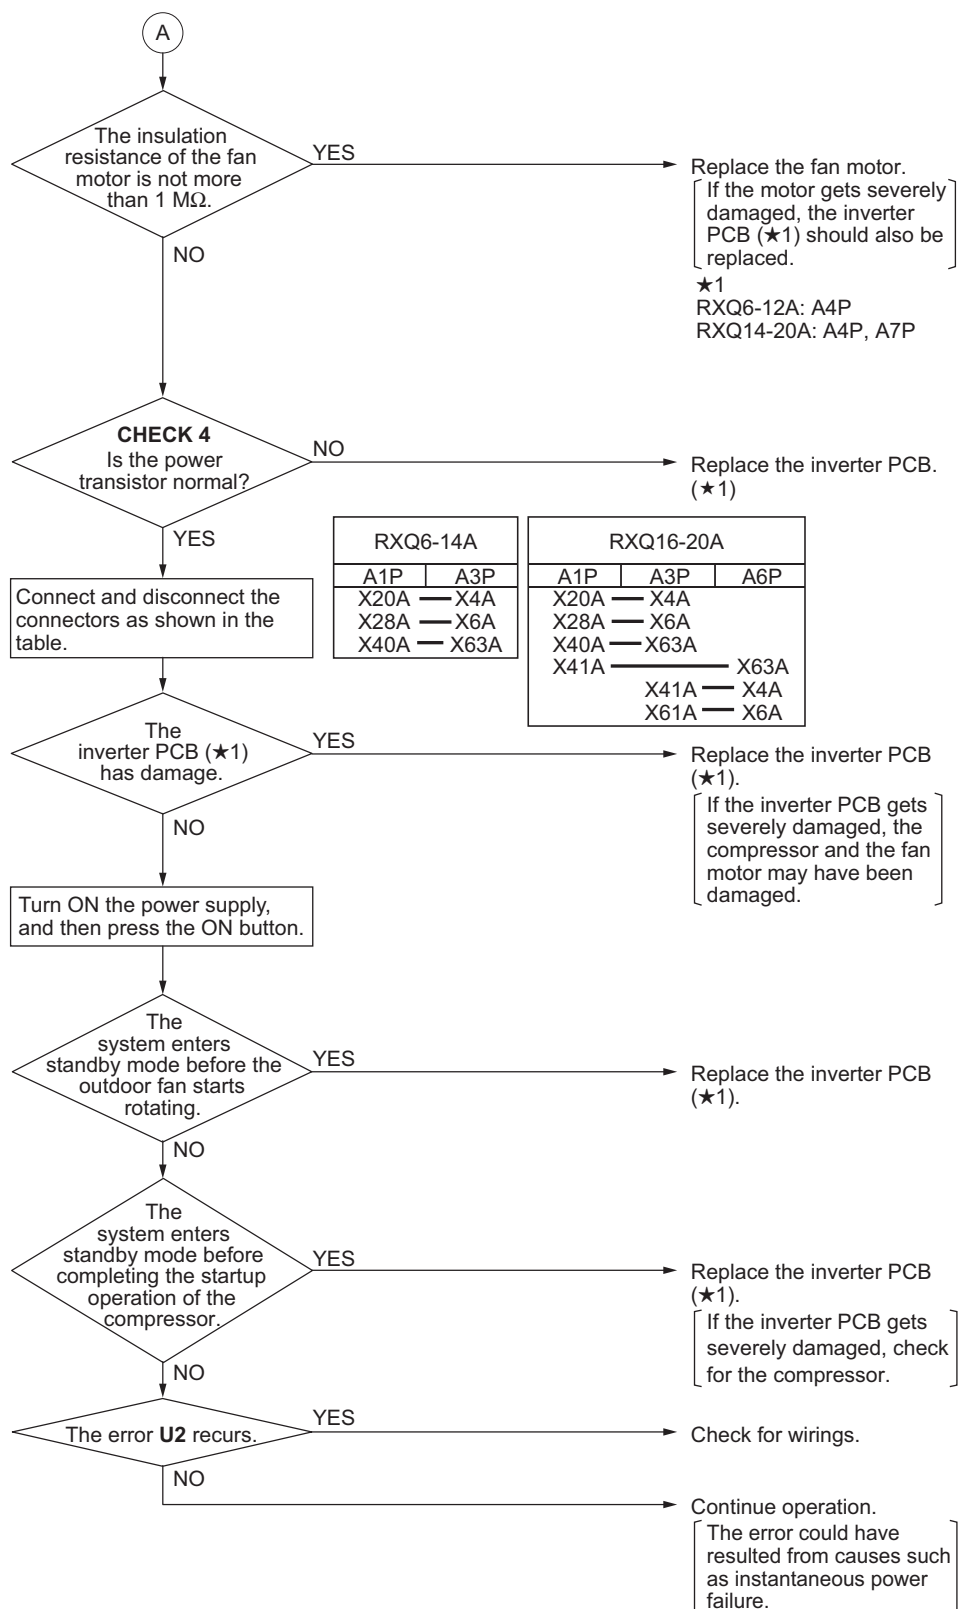 A
The insulation
resistance of the fan
motor is not more
than 1 MΩ.
YES
Replace the fan motor.
If the motor gets severely
damaged, the inverter
PCB (★1) should also be
replaced.
★1
RXQ6-12A: A4P
RXQ14-20A: A4P, A7P
NO
CHECK 4
Is the power
transistor normal?
NO
Replace the inverter PCB.
(★1)
YES
Connect and disconnect the
connectors as shown in the
table.
RXQ6-14A
A1P A3P
X20A X4A
X28A X6A
X40A X63A
RXQ16-20A
A1P A3P A6P
X20A X4A
X28A X6A
X40A X63A
X41A X63A
X41A X4A
X61A X6A
The
inverter PCB (★1)
has damage.
YES
Replace the inverter PCB
(★1).
If the inverter PCB gets
severely damaged, the
compressor and the fan
motor may have been
damaged.
NO
Turn ON the power supply,
and then press the ON button.
The
system enters
standby mode before the
outdoor fan starts
rotating.
YES
Replace the inverter PCB
(★1).
NO
The
system enters
standby mode before
completing the startup
operation of the
compressor.
YES
Replace the inverter PCB
(★1).
If the inverter PCB gets
severely damaged, check
for the compressor.
NO
The error U2 recurs.
YES
Check for wirings.
NO
Continue operation.
The error could have
resulted from causes such
as instantaneous power
failure.